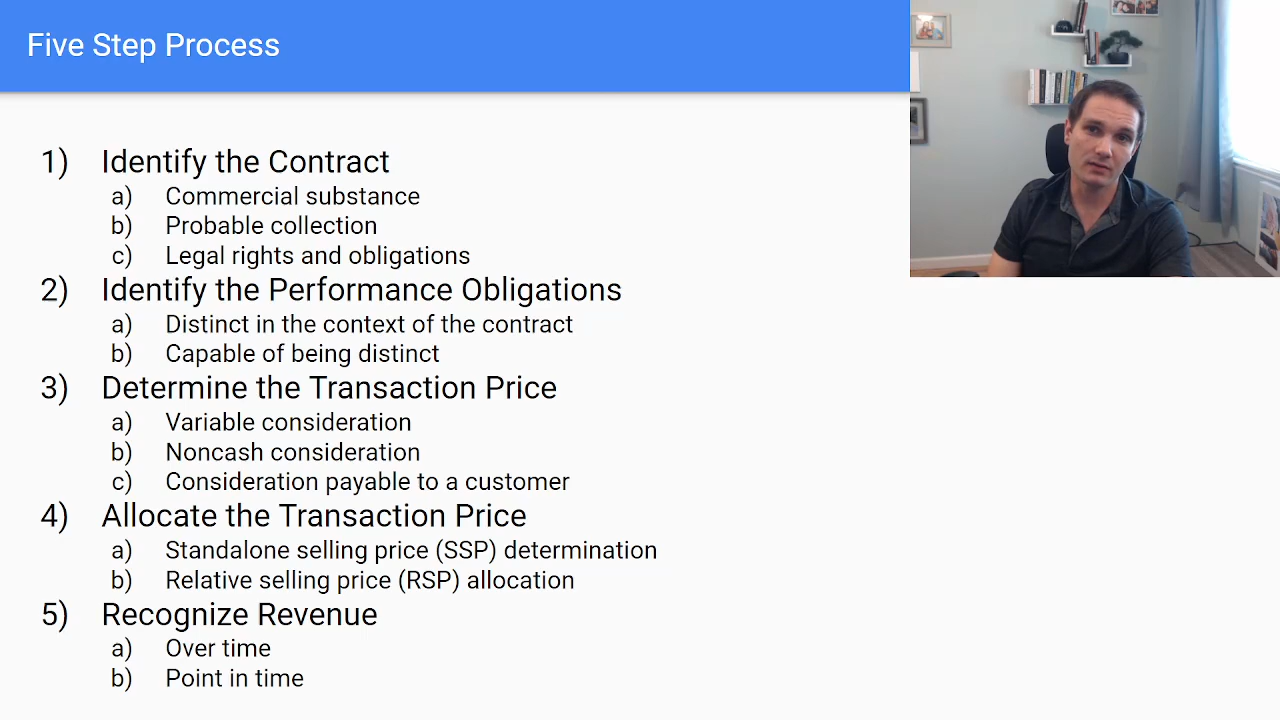 Five Step Process
1) Identify the Contract
a) Commercial substance
b) Probable collection
c) Legal rights and obligations
2) Identify the Performance Obligations
a) Distinct in the context of the contract
b) Capable of being distinct
3) Determine the Transaction Price
a) Variable consideration
b) Noncash consideration
c) Consideration payable to a customer
4) Allocate the Transaction Price
a) Standalone selling price (SSP) determination
b) Relative selling price (RSP) allocation
5) Recognize Revenue
a) Over time
b) Point in time